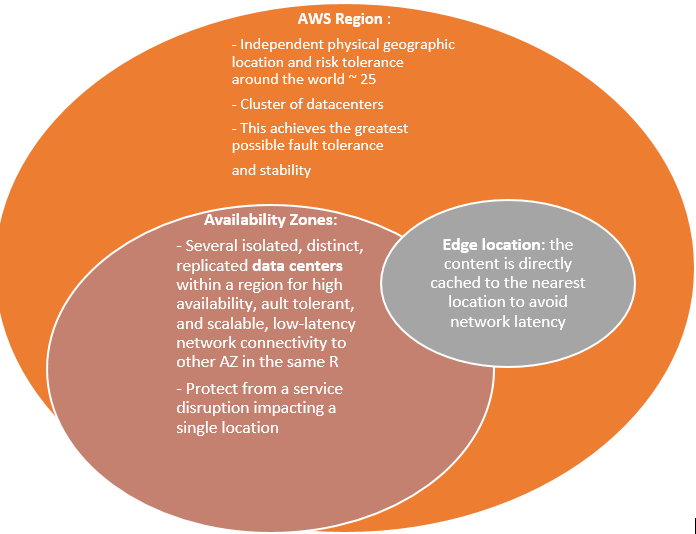 AWS Region :
- Independent physical geographic
location and risk tolerance
around the world ~ 25
- Cluster of datacenters
- This achieves the greatest
possible fault tolerance
and stability
Availability Zones:
- Several isolated, distinct,
replicated data centers
within a region for high
availability, ault tolerant,
and scalable, low-latency
network connectivity to
other AZ in the same R
- Protect from a service
disruption impacting a
single location
Edge location: the
content is directly
cached to the nearest
location to avoid
network latency